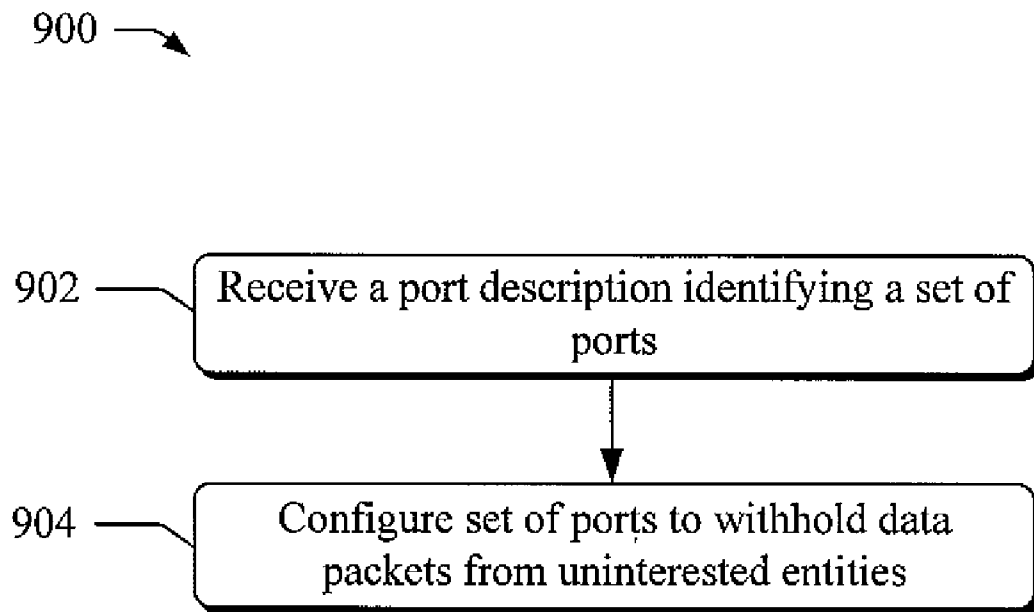 900
902
Receive a port description identifying a set of
ports
904
Configure set of ports to withhold data
packets from uninterested entities